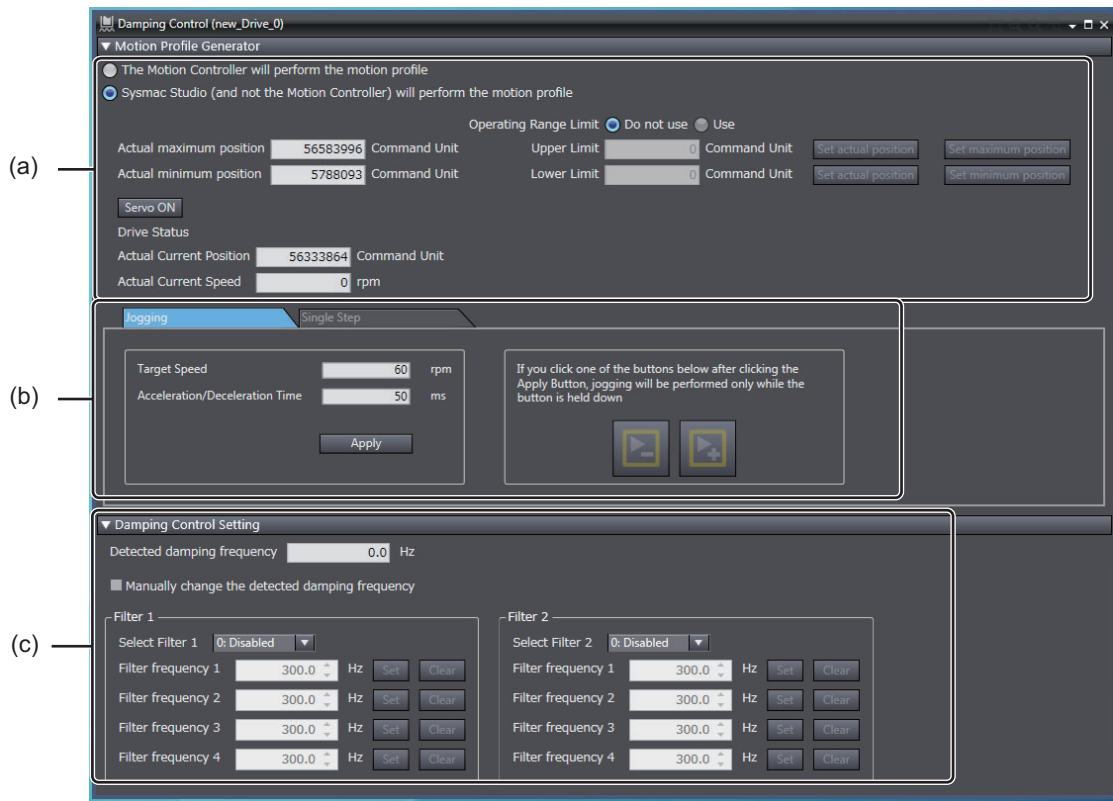 Damping Control (new_Drive_0)
Motion Profile Generator
The Motion Controller will perform the motion profile
Sysmac Studio (and not the Motion Controller) will perform the motion profile
Operating Range Limit Do not use Use
(a)
Actual maximum position 56583996 Command Unit Upper Limit 0 Command Unit Set actual position Set maximum position
Actual minimum position 5788093 Command Unit Lower Limit 0 Command Unit Set actual position Set minimum position
Servo ON
Drive Status
Actual Current Position 56333864 Command Unit
Actual Current Speed 0 rpm
(b)
Jogging Single Step
Target Speed 60 rpm
Acceleration/Deceleration Time 50 ms
Apply
If you click one of the buttons below after clicking the
Apply Button, jogging will be performed only while the
button is held down
(c)
Damping Control Setting
Detected damping frequency 0.0 Hz
Manually change the detected damping frequency
Filter 1
Select Filter 1 0: Disabled
Filter frequency 1 300.0 Hz Set Clear
Filter frequency 2 300.0 Hz Set Clear
Filter frequency 3 300.0 Hz Set Clear
Filter frequency 4 300.0 Hz Set Clear
Filter 2
Select Filter 2 0: Disabled
Filter frequency 1 300.0 Hz Set Clear
Filter frequency 2 300.0 Hz Set Clear
Filter frequency 3 300.0 Hz Set Clear
Filter frequency 4 300.0 Hz Set Clear